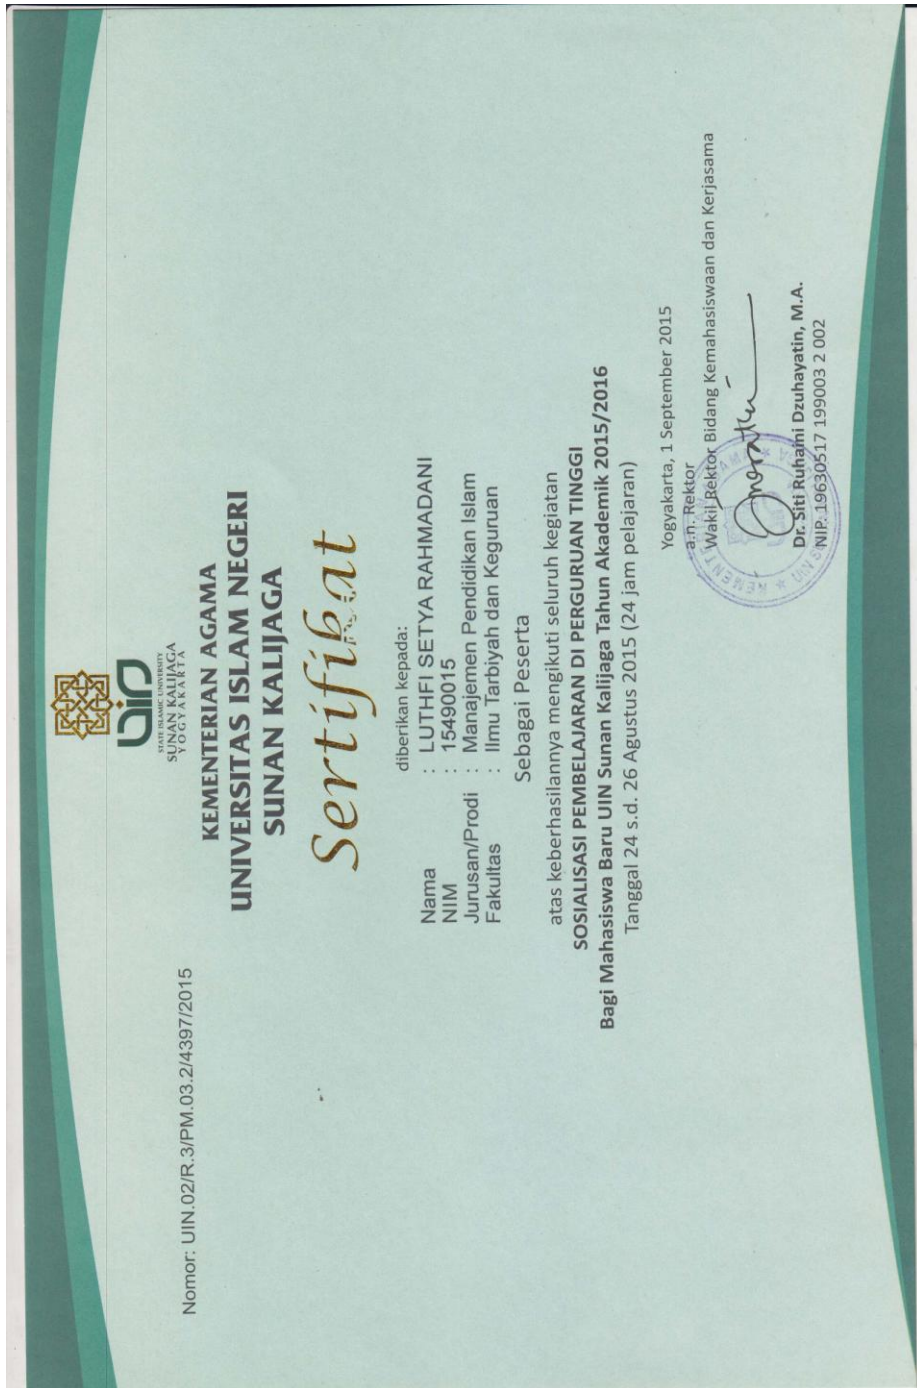 Nomor: UIN.02/R.3/PM.03.2/4397/2015
UIN
STATE ISLAMIC UNIVERSITY
SUNAN KALIJAGA
YOGYAKARTA
KEMENTERIAN AGAMA
UNIVERSITAS ISLAM NEGERI
SUNAN KALIJAGA
Sertifikat
diberikan kepada:
Nama : LUTHFI SETYA RAHMADANI
NIM : 15490015
Jurusan/Prodi : Manajemen Pendidikan Islam
Fakultas : Ilmu Tarbiyah dan Keguruan
Sebagai Peserta
atas keberhasilannya mengikuti seluruh kegiatan
SOSIALISASI PEMBELAJARAN DI PERGURUAN TINGGI
Bagi Mahasiswa Baru UIN Sunan Kalijaga Tahun Akademik 2015/2016
Tanggal 24 s.d. 26 Agustus 2015 (24 jam pelajaran)
Yogyakarta, 1 September 2015
a.n. Rektor
Wakil Rektor Bidang Kemahasiswaan dan Kerjasama
Dr. Siti Ruhaini Dzuhayatin, M.A.
NIP. 19630517 199003 2 002